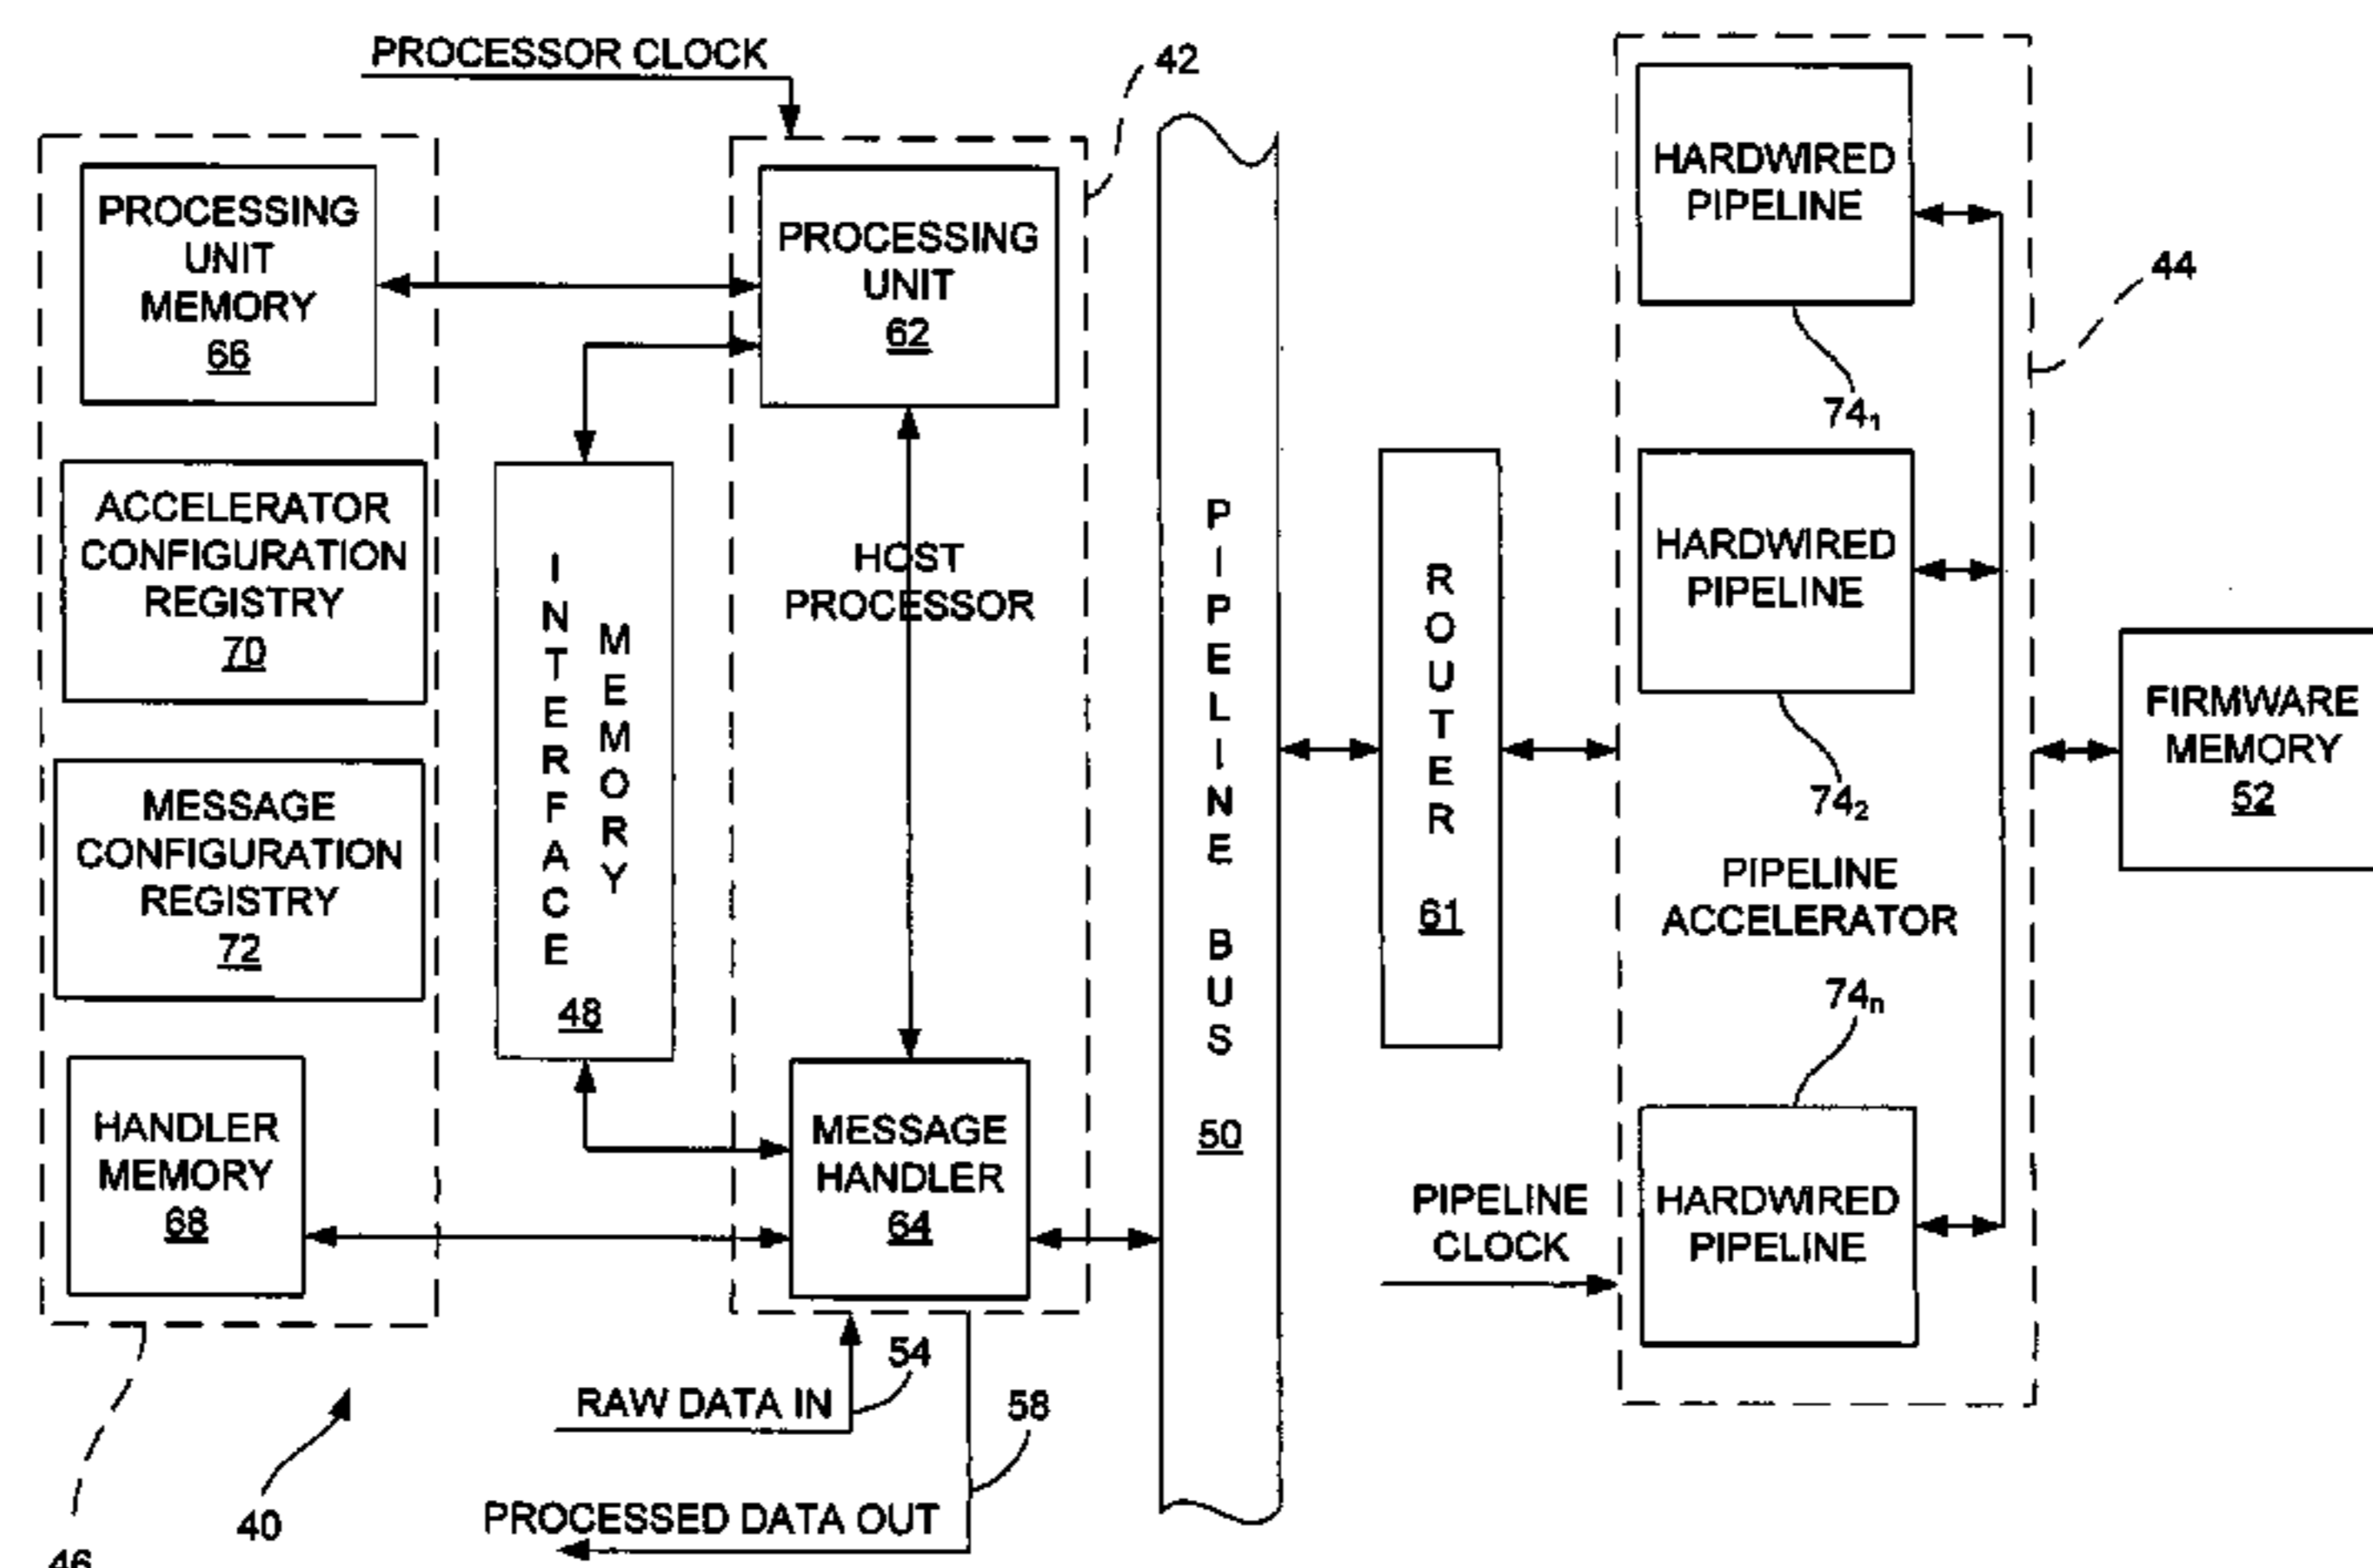 PROCESSOR CLOCK
42
PROCESSING
UNIT
MEMORY
66
ACCELERATOR
CONFIGURATION
REGISTRY
70
MESSAGE
CONFIGURATION
REGISTRY
72
HANDLER
MEMORY
68
46
40
INTERFACE
MEMORY
48
PROCESSING
UNIT
62
HOST
PROCESSOR
MESSAGE
HANDLER
64
RAW DATA IN
54
PROCESSED DATA OUT
58
PIPELINE BUS
50
ROUTER
61
PIPELINE
CLOCK
HARDWIRED
PIPELINE
74₁
44
HARDWIRED
PIPELINE
74₂
PIPELINE
ACCELERATOR
74ₙ
HARDWIRED
PIPELINE
FIRMWARE
MEMORY
52